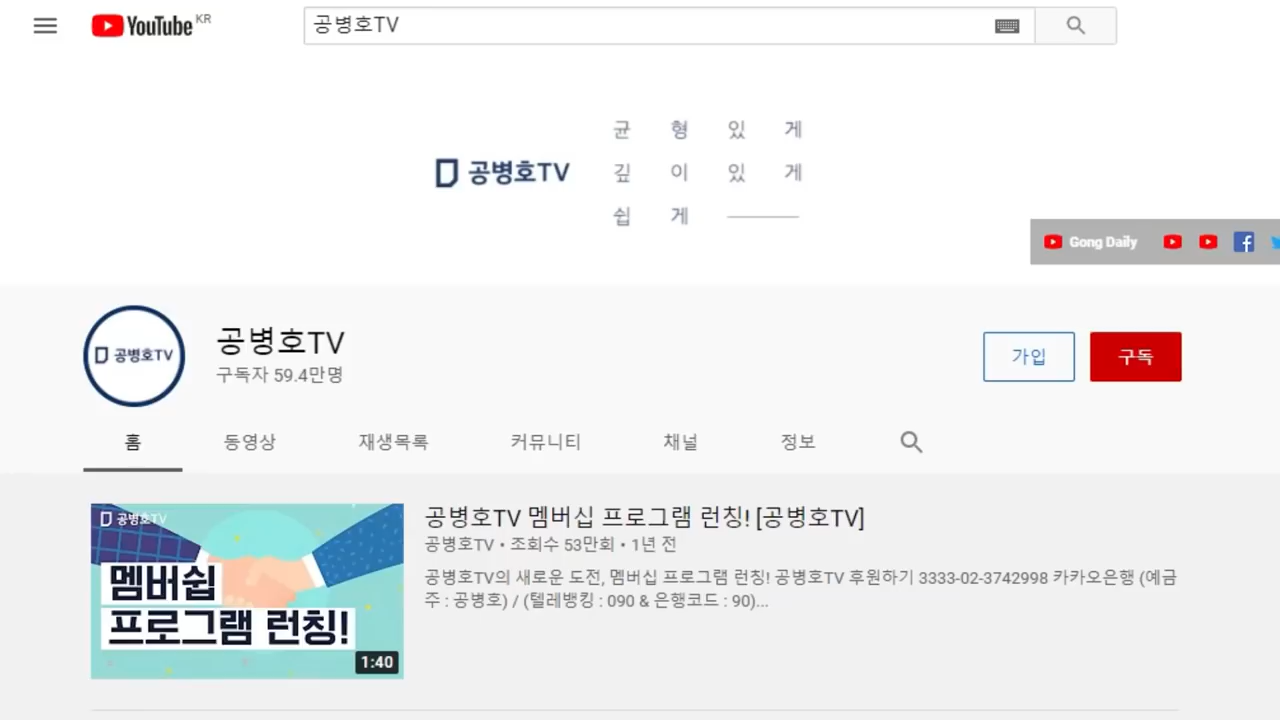 YouTube KR
공병호TV
균 형 있 게
공병호TV
깊 이 있 게
쉽 게
Gong Daily
공병호TV
공병호TV
구독자 59.4만명
가입
구독
홈
동영상
재생목록
커뮤니티
채널
정보
공병호TV
멤버쉽
프로그램 런칭!
1:40
공병호TV 멤버십 프로그램 런칭! [공병호TV]
공병호TV • 조회수 53만회 • 1년 전
공병호TV의 새로운 도전, 멤버십 프로그램 런칭! 공병호TV 후원하기 3333-02-3742998 카카오은행 (예금
주 : 공병호) / (텔레뱅킹 : 090 & 은행코드 : 90)...